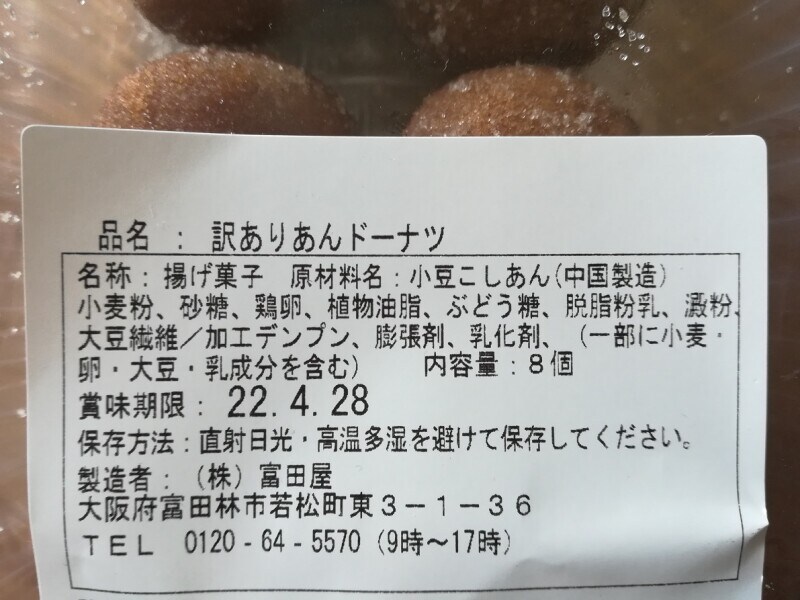 品名 : 訳ありあんドーナツ
名称：揚げ菓子　原材料名：小豆こしあん(中国製造)
小麦粉、砂糖、鶏卵、植物油脂、ぶどう糖、脱脂粉乳、澱粉、
大豆繊維／加工デンプン、膨張剤、乳化剤、（一部に小麦・
卵・大豆・乳成分を含む）　内容量：8個
賞味期限：22.4.28
保存方法：直射日光・高温多湿を避けて保存してください。
製造者：（株）富田屋
大阪府富田林市若松町東３－１－３６
ＴＥＬ　0120-64-5570（9時～17時）